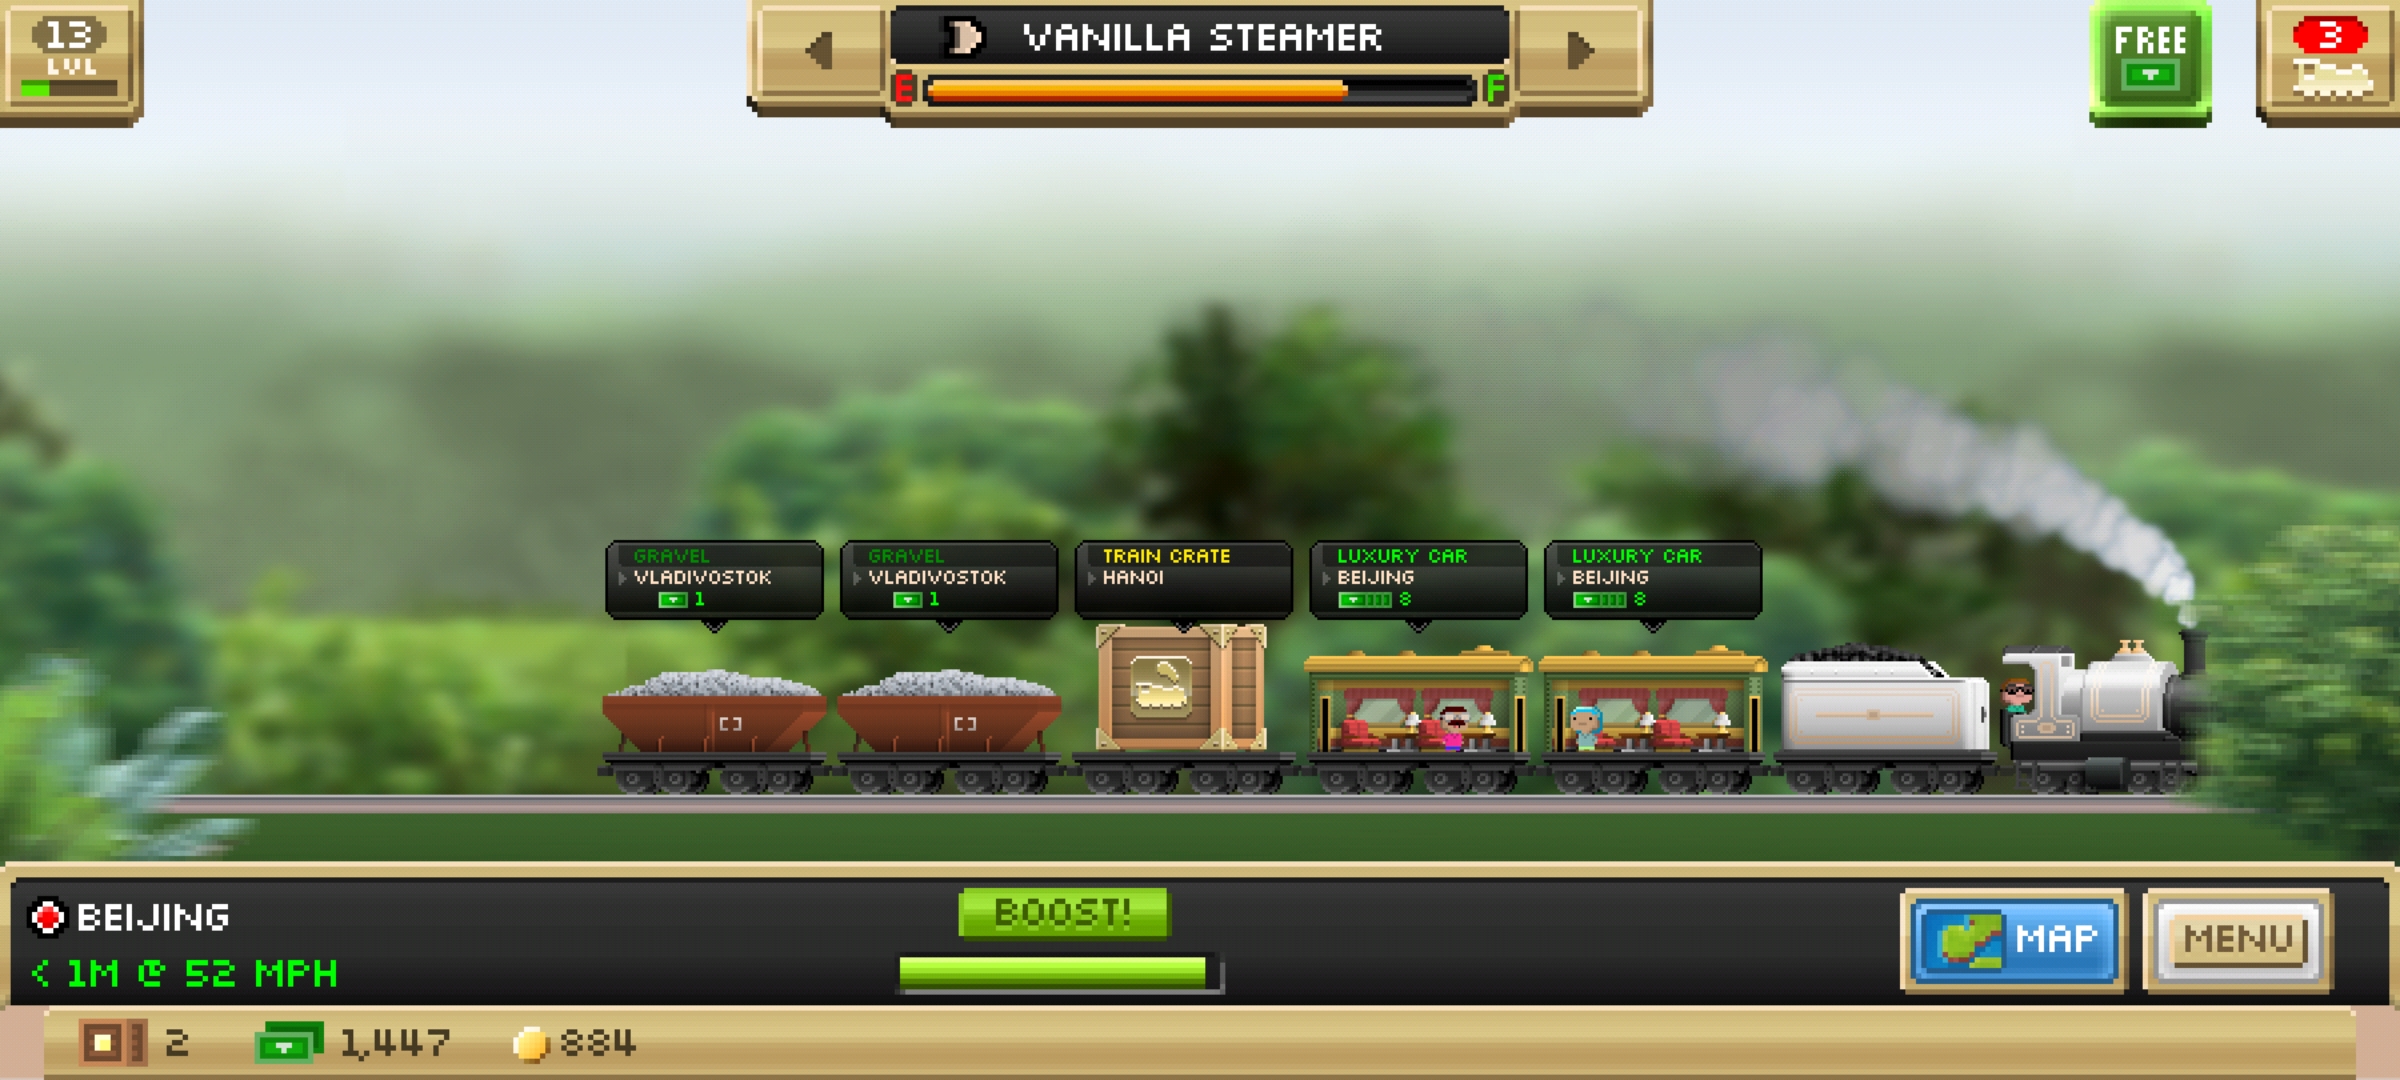 13
LVL
VANILLA STEAMER
E F
FREE
3
GRAVEL
VLADIVOSTOK
1
GRAVEL
VLADIVOSTOK
1
TRAIN CRATE
HANOI
LUXURY CAR
BEIJING
8
LUXURY CAR
BEIJING
8
BEIJING
< 1M @ 52 MPH
BOOST!
MAP
MENU
2 1,447 884